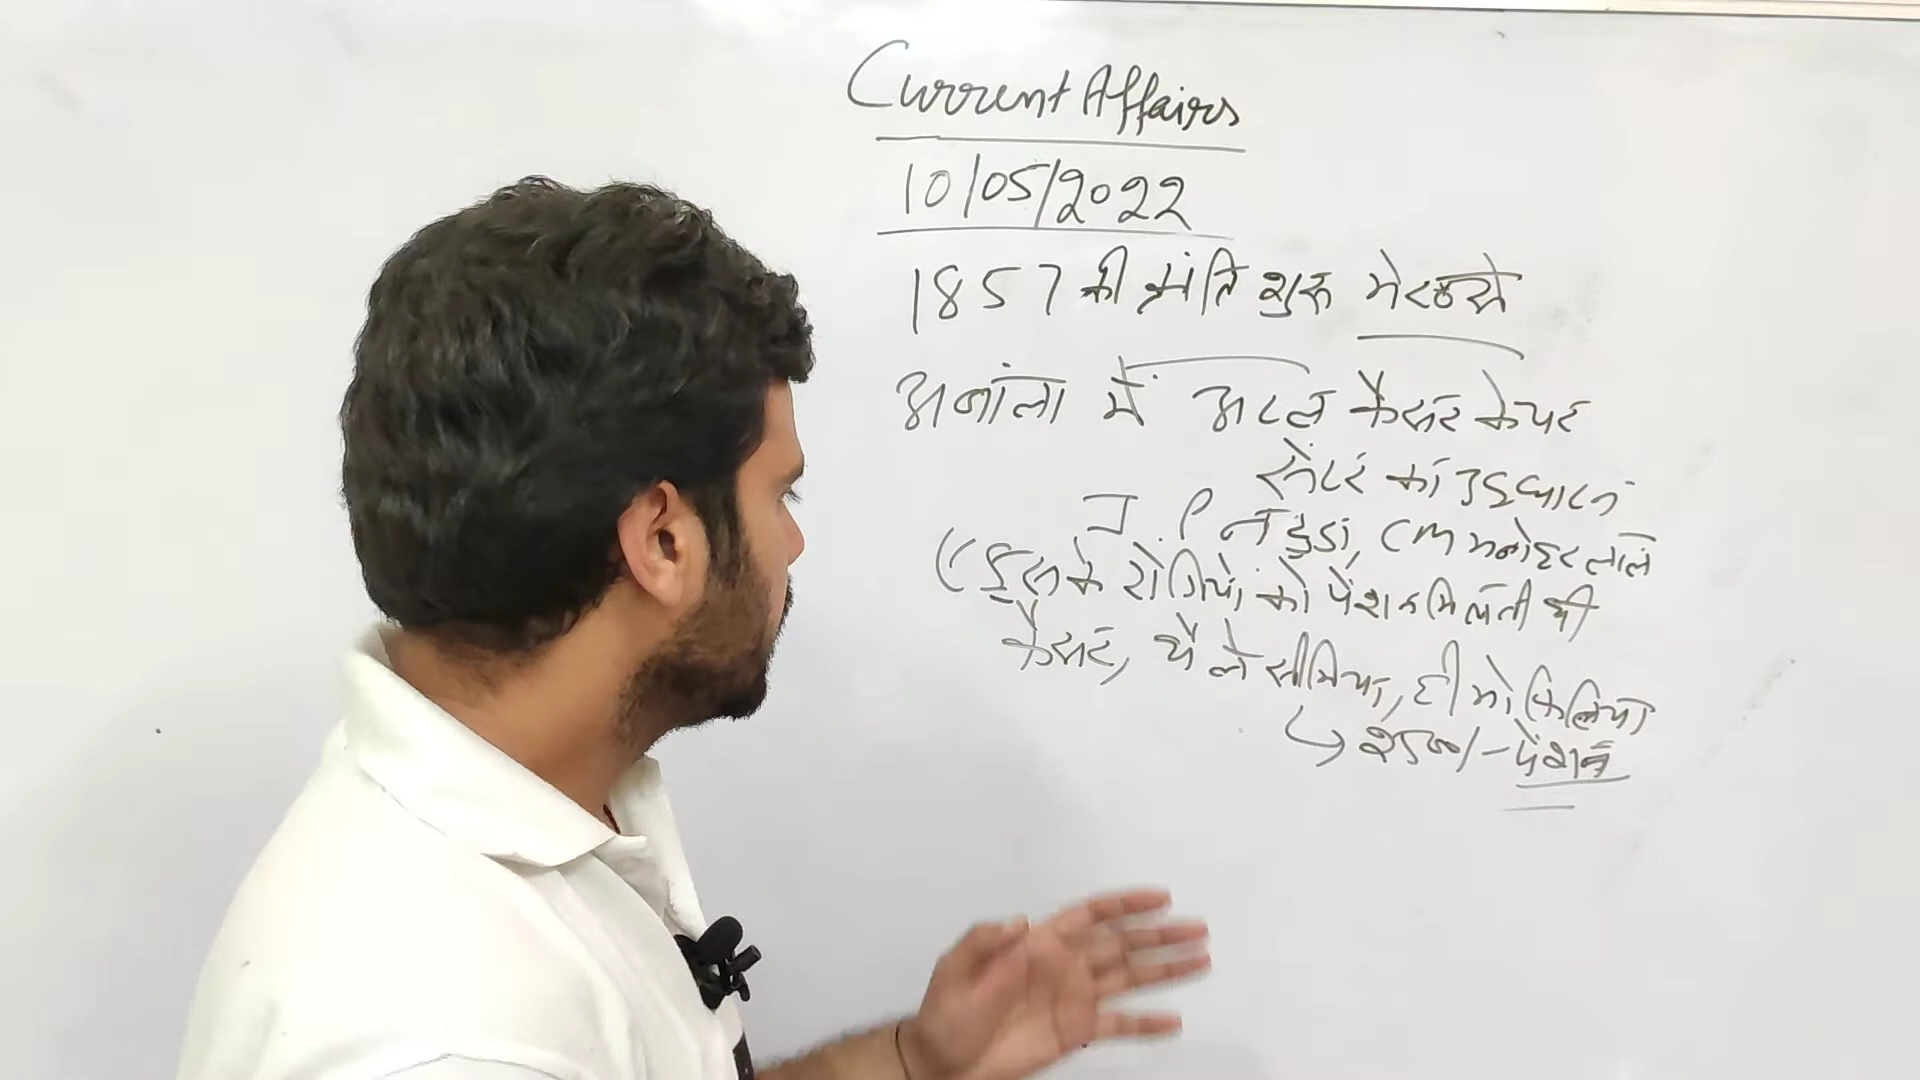 Current Affairs
10/05/2022
1857 की क्रांति शुरु मेरठ से
अबांला में अटल कैंसर केयर
सेंटर का उद्घाटन
J.P नड्डा, CM मनोहर लाल
के रोगियों को पेंशन मिलती थी
कैंसर, थैलेसीमिया, हीमोफिलिया
↳ 2500/- पेंशन